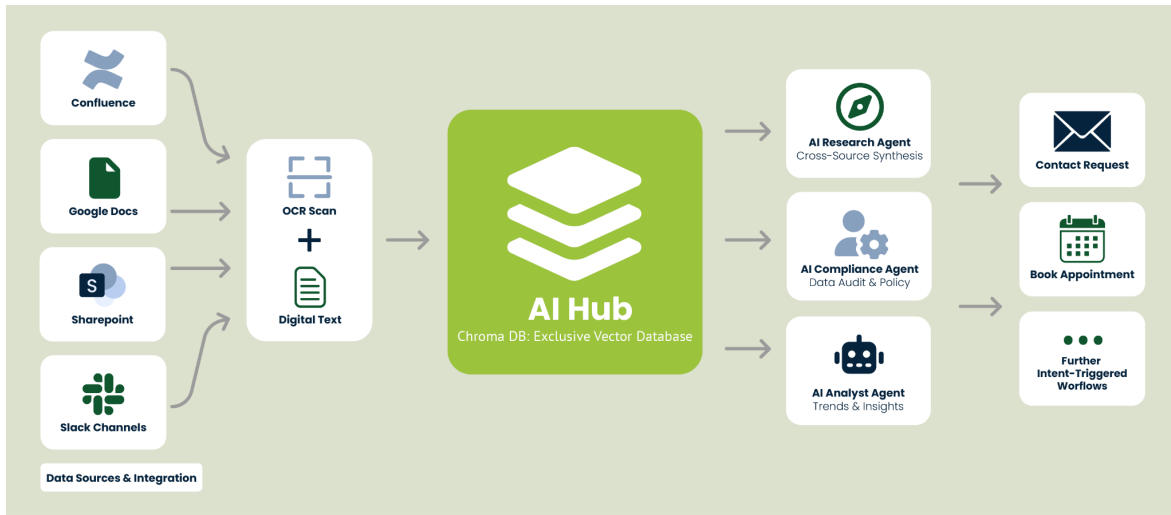 Confluence
Google Docs
S
Sharepoint
Slack Channels
Data Sources & Integration
OCR Scan
+
Digital Text
AI Hub
Chroma DB: Exclusive Vector Database
AI Research Agent
Cross-Source Synthesis
AI Compliance Agent
Data Audit & Policy
AI Analyst Agent
Trends & Insights
Contact Request
Book Appointment
Further
Intent-Triggered
Worflows